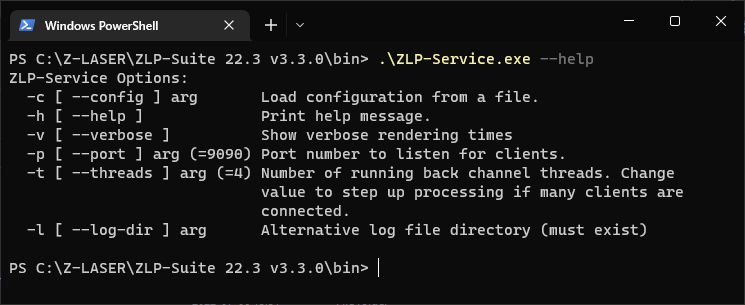 Windows PowerShell
PS C:\Z-LASER\ZLP-Suite 22.3 v3.3.0\bin> .\ZLP-Service.exe --help
ZLP-Service Options:
  -c [ --config ] arg       Load configuration from a file.
  -h [ --help ]             Print help message.
  -v [ --verbose ]          Show verbose rendering times
  -p [ --port ] arg (=9090) Port number to listen for clients.
  -t [ --threads ] arg (=4) Number of running back channel threads. Change
                            value to step up processing if many clients are
                            connected.
  -l [ --log-dir ] arg      Alternative log file directory (must exist)
PS C:\Z-LASER\ZLP-Suite 22.3 v3.3.0\bin>